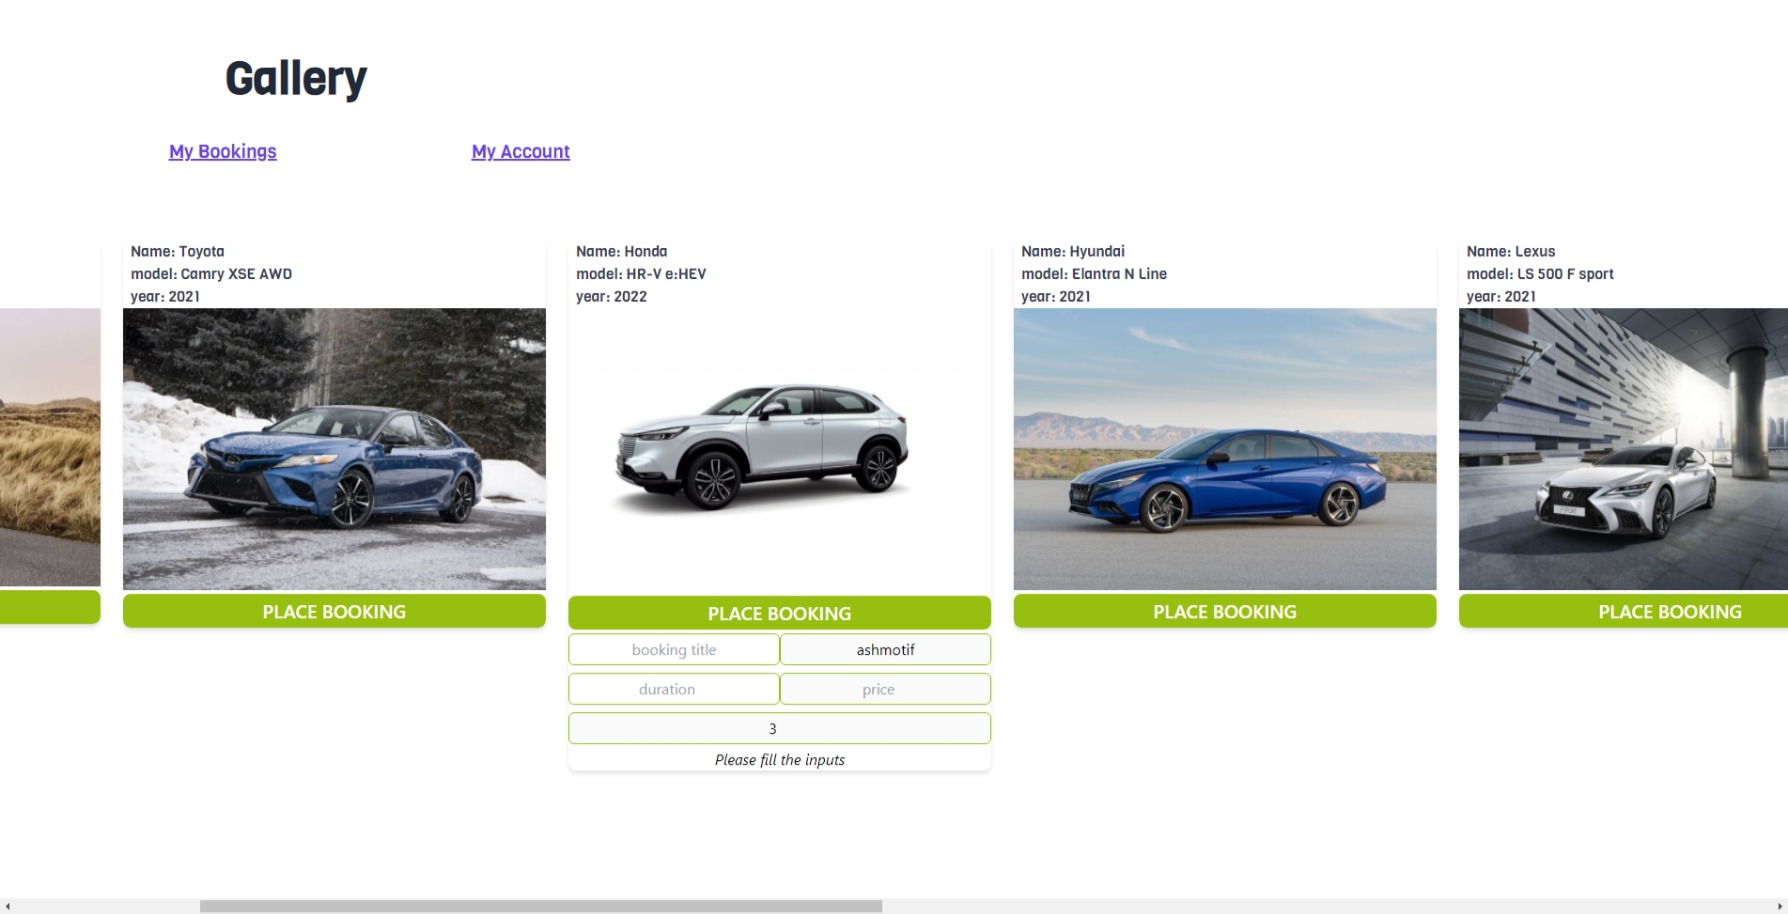 Gallery
My Bookings
My Account
Name: Toyota
model: Camry XSE AWD
year: 2021
PLACE BOOKING
Name: Honda
model: HR-V e:HEV
year: 2022
PLACE BOOKING
booking title
ashmotif
duration
price
3
Please fill the inputs
Name: Hyundai
model: Elantra N Line
year: 2021
PLACE BOOKING
Name: Lexus
model: LS 500 F sport
year: 2021
PLACE BOOKING